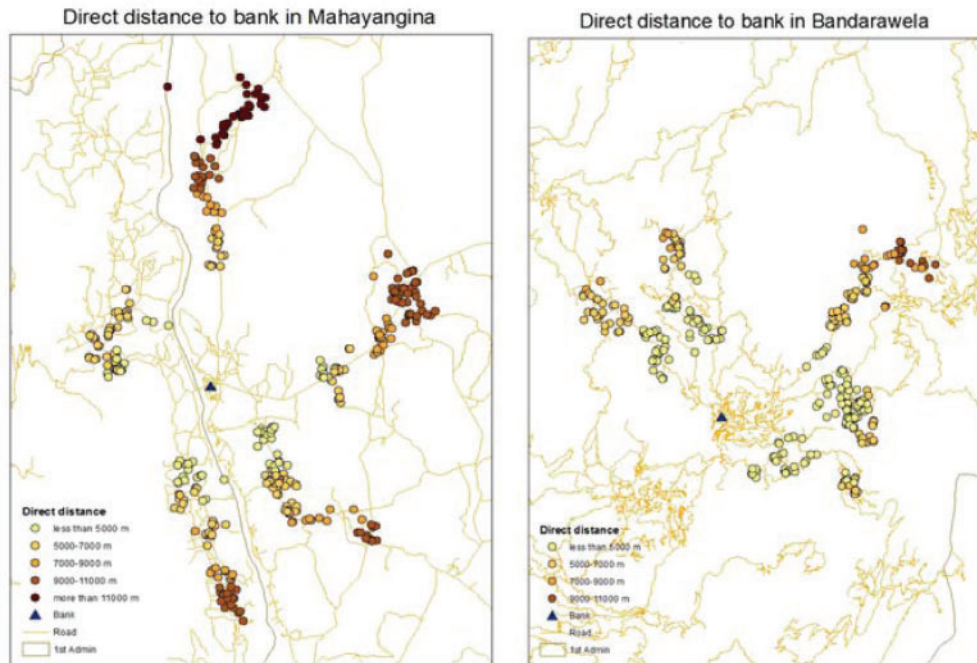 Direct distance to bank in Mahayangina
Direct distance to bank in Bandarawela
Direct distance
less than 5000 m
5000-7000 m
7000-9000 m
9000-11000 m
more than 11000 m
Bank
Road
1st Admin
Direct distance
less than 5000 m
5000-7000 m
7000-9000 m
9000-11000 m
Bank
Road
1st Admin